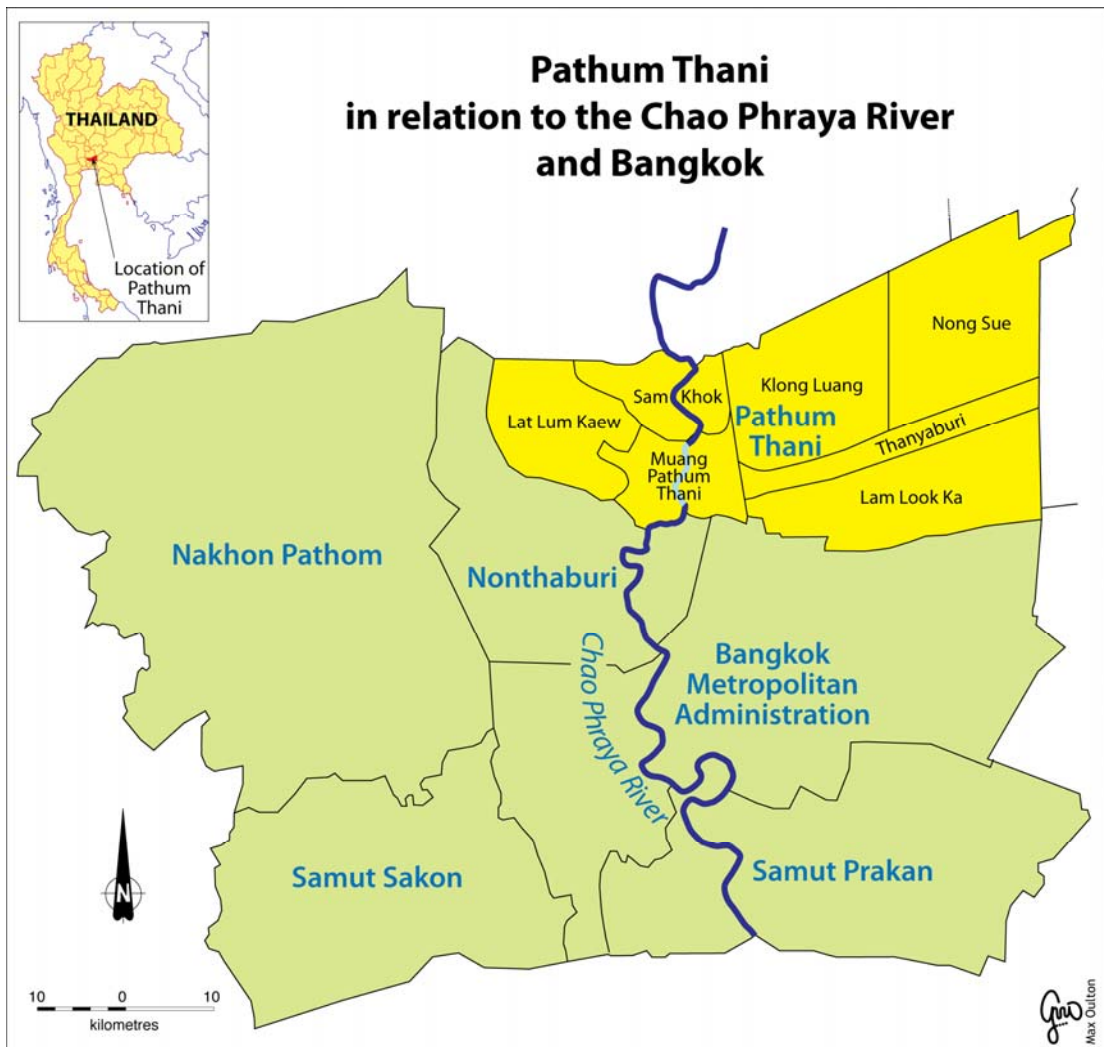 Pathum Thani
in relation to the Chao Phraya River
and Bangkok
THAILAND
Location of
Pathum
Thani
Nong Sue
Klong Luang
Sam Khok
Lat Lum Kaew
Pathum
Thani
Thanyaburi
Muang
Pathum
Thani
Lam Look Ka
Nakhon Pathom
Nonthaburi
Chao Phraya River
Bangkok
Metropolitan
Administration
Samut Sakon
Samut Prakan
N
10 0 10
kilometres
Max Oulton